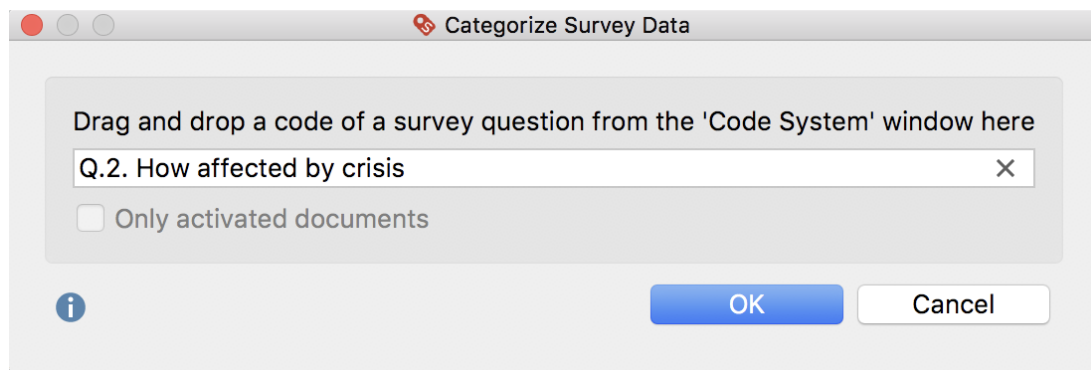 Categorize Survey Data
Drag and drop a code of a survey question from the 'Code System' window here
Q.2. How affected by crisis
Only activated documents
OK
Cancel